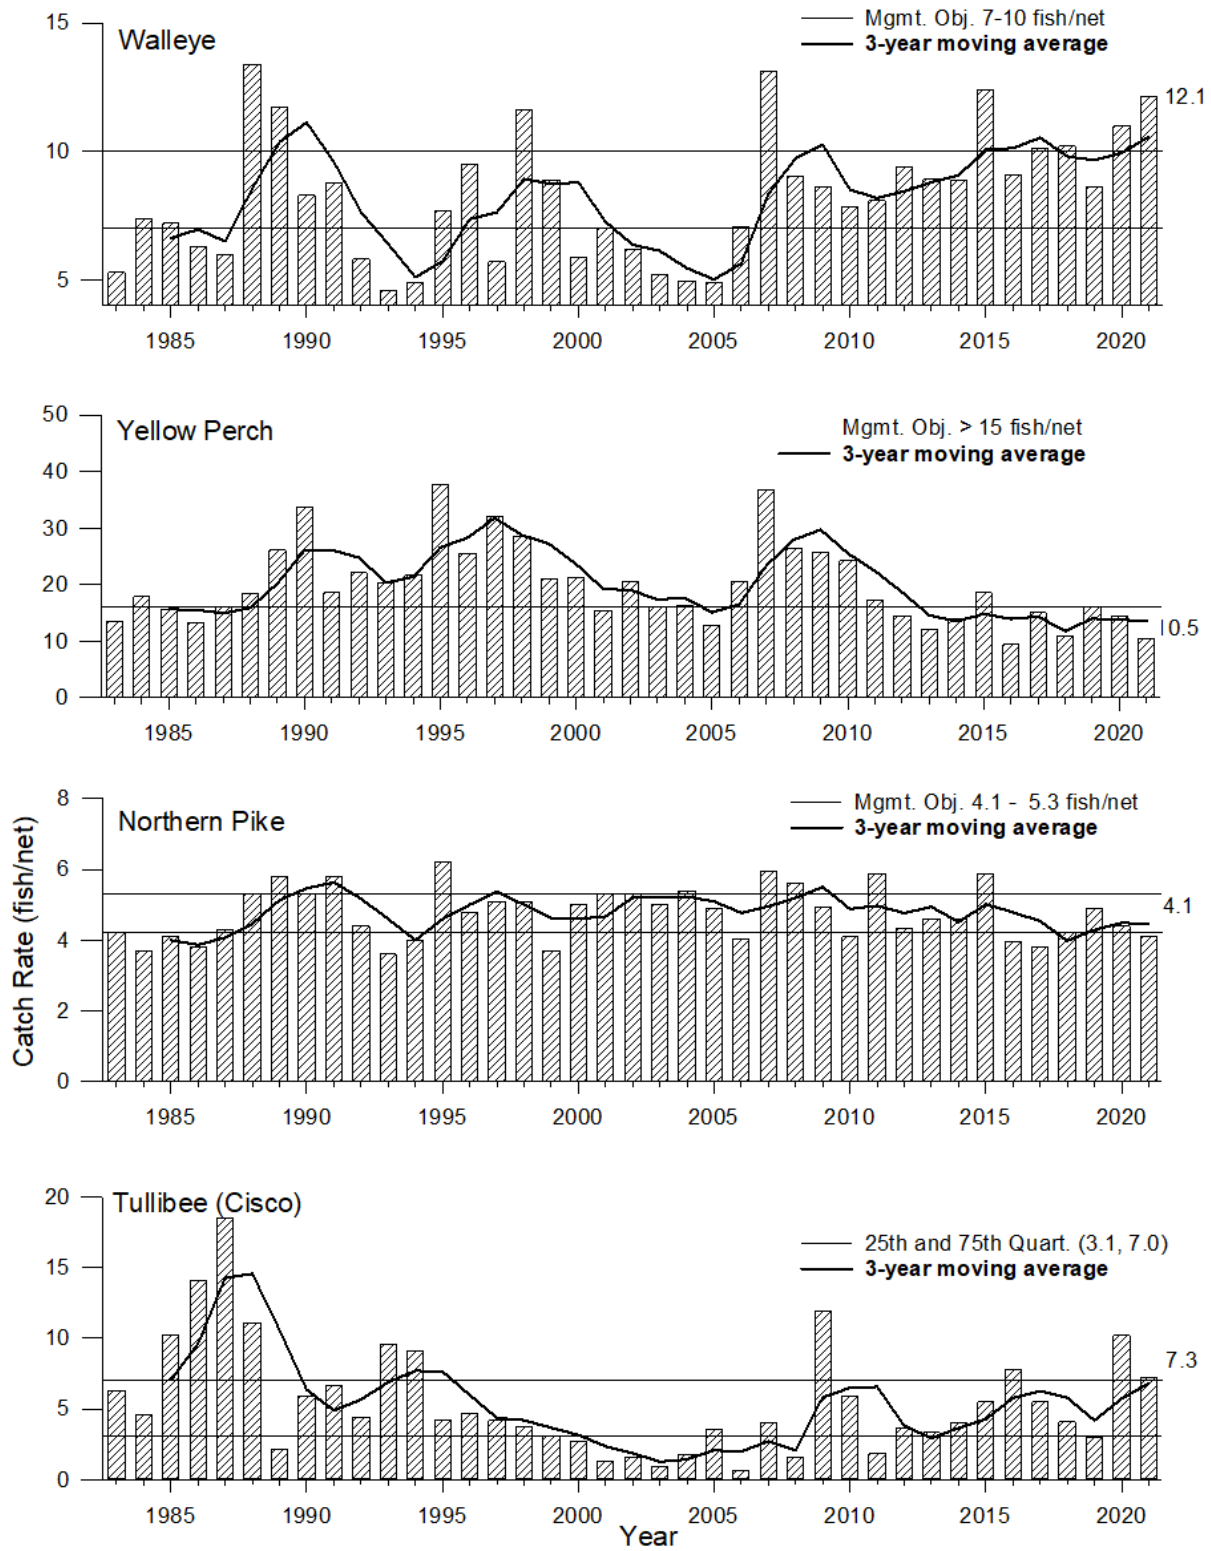 15
Walleye
Mgmt. Obj. 7-10 fish/net
3-year moving average
12.1
10
5
1985 1990 1995 2000 2005 2010 2015 2020
50
Yellow Perch
Mgmt. Obj. > 15 fish/net
3-year moving average
40
30
20
10
10.5
0
1985 1990 1995 2000 2005 2010 2015 2020
8
Northern Pike
Mgmt. Obj. 4.1 - 5.3 fish/net
3-year moving average
6
4.1
4
2
0
Catch Rate (fish/net)
1985 1990 1995 2000 2005 2010 2015 2020
20
Tullibee (Cisco)
25th and 75th Quart. (3.1, 7.0)
3-year moving average
15
10
7.3
5
0
1985 1990 1995 2000 2005 2010 2015 2020
Year